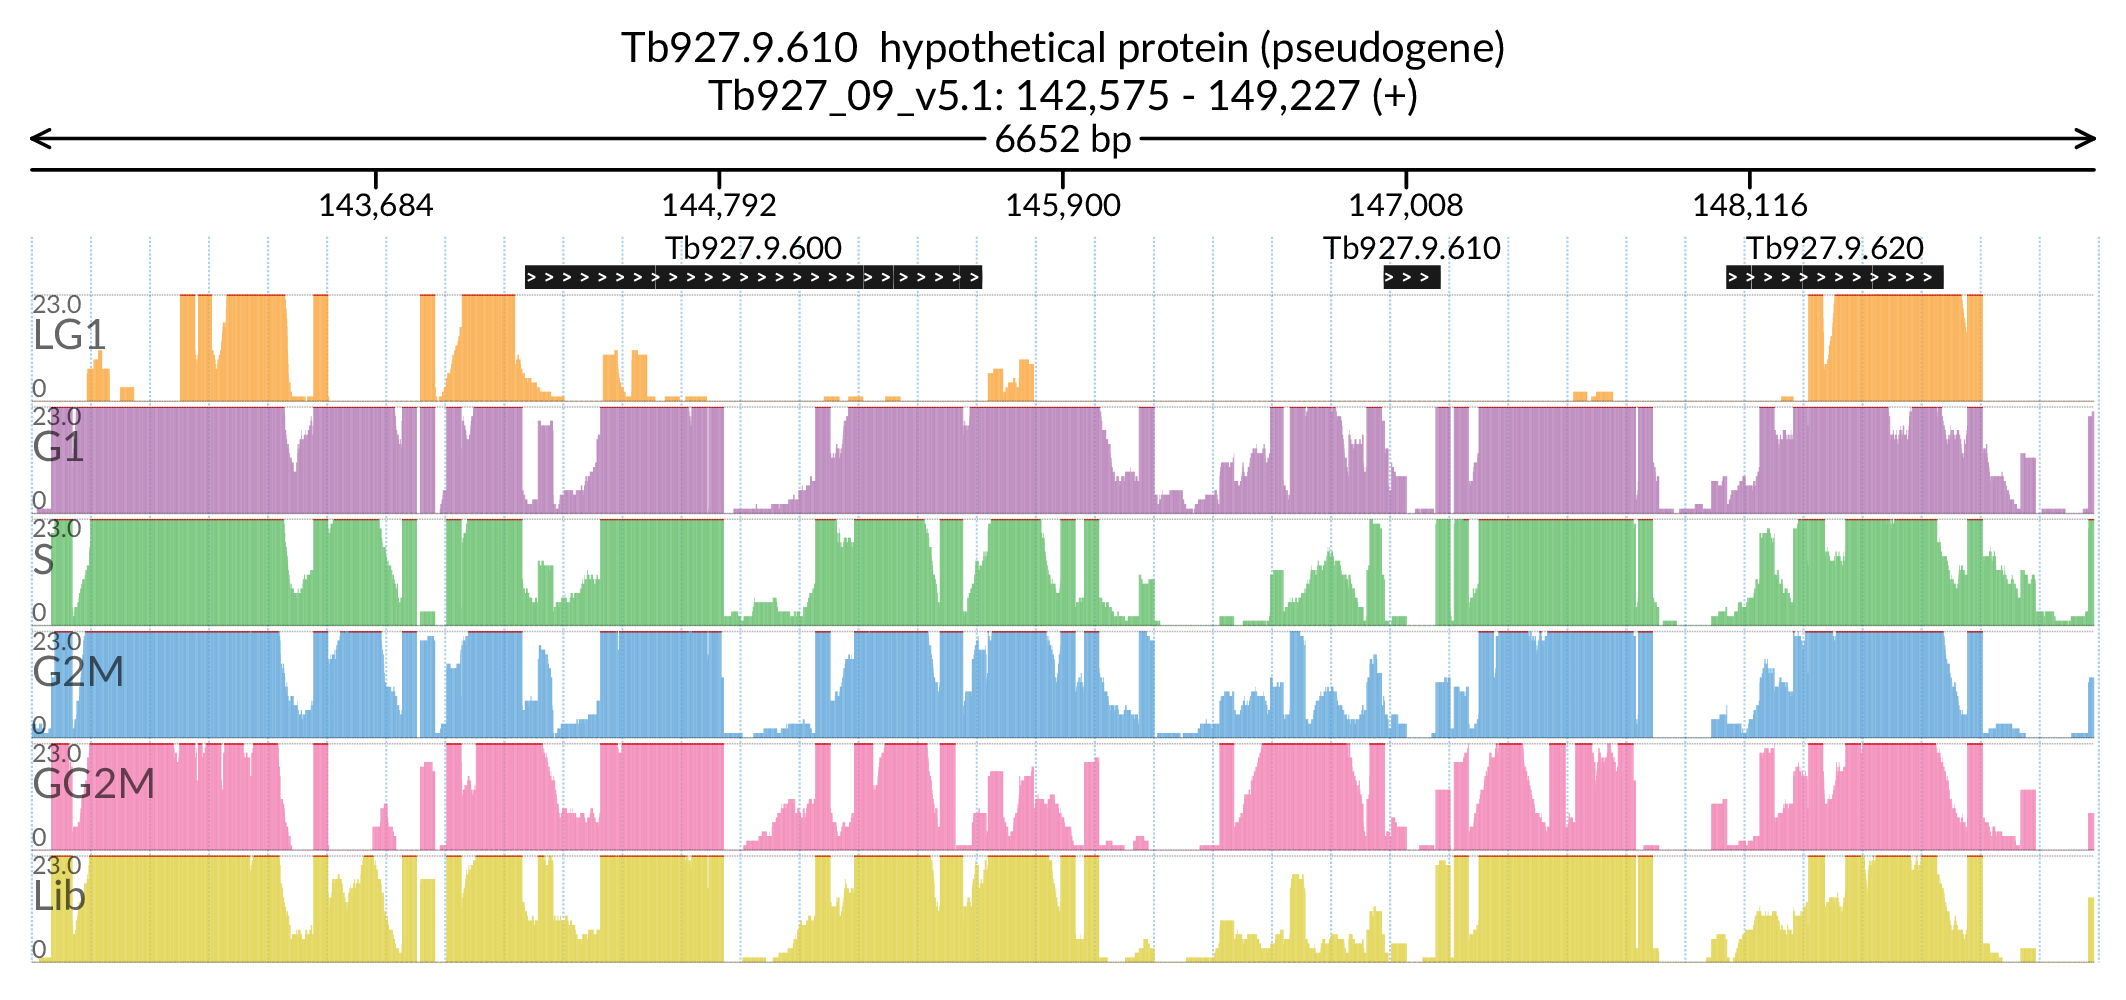 Tb927.9.610  hypothetical protein (pseudogene)
Tb927_09_v5.1: 142,575 - 149,227 (+)
6652 bp
143,684 144,792 145,900 147,008 148,116
Tb927.9.600 Tb927.9.610 Tb927.9.620
23.0
LG1
0
23.0
G1
0
23.0
S
0
23.0
G2M
0
23.0
GG2M
0
23.0
Lib
0